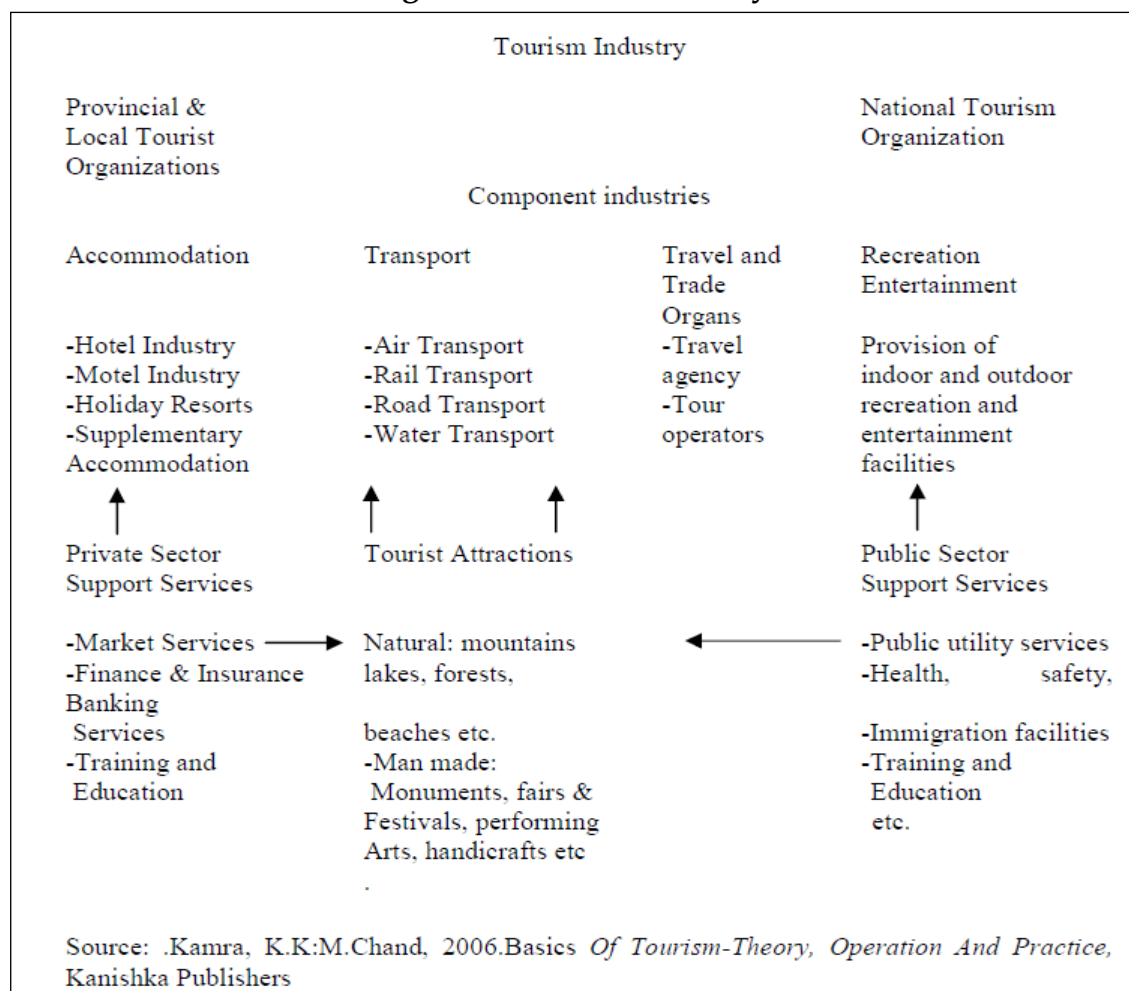 Tourism Industry
Provincial &
Local Tourist
Organizations
National Tourism
Organization
Component industries
Accommodation
-Hotel Industry
-Motel Industry
-Holiday Resorts
-Supplementary
Accommodation
Transport
-Air Transport
-Rail Transport
-Road Transport
-Water Transport
Travel and
Trade
Organs
-Travel
agency
-Tour
operators
Recreation
Entertainment
Provision of
indoor and outdoor
recreation and
entertainment
facilities
Private Sector
Support Services
-Market Services
-Finance & Insurance
Banking
Services
-Training and
Education
Tourist Attractions
Natural: mountains
lakes, forests,
beaches etc.
-Man made:
Monuments, fairs &
Festivals, performing
Arts, handicrafts etc
.
Public Sector
Support Services
-Public utility services
-Health, safety,
-Immigration facilities
-Training and
Education
etc.
Source: .Kamra, K.K:M.Chand, 2006.Basics Of Tourism-Theory, Operation And Practice,
Kanishka Publishers